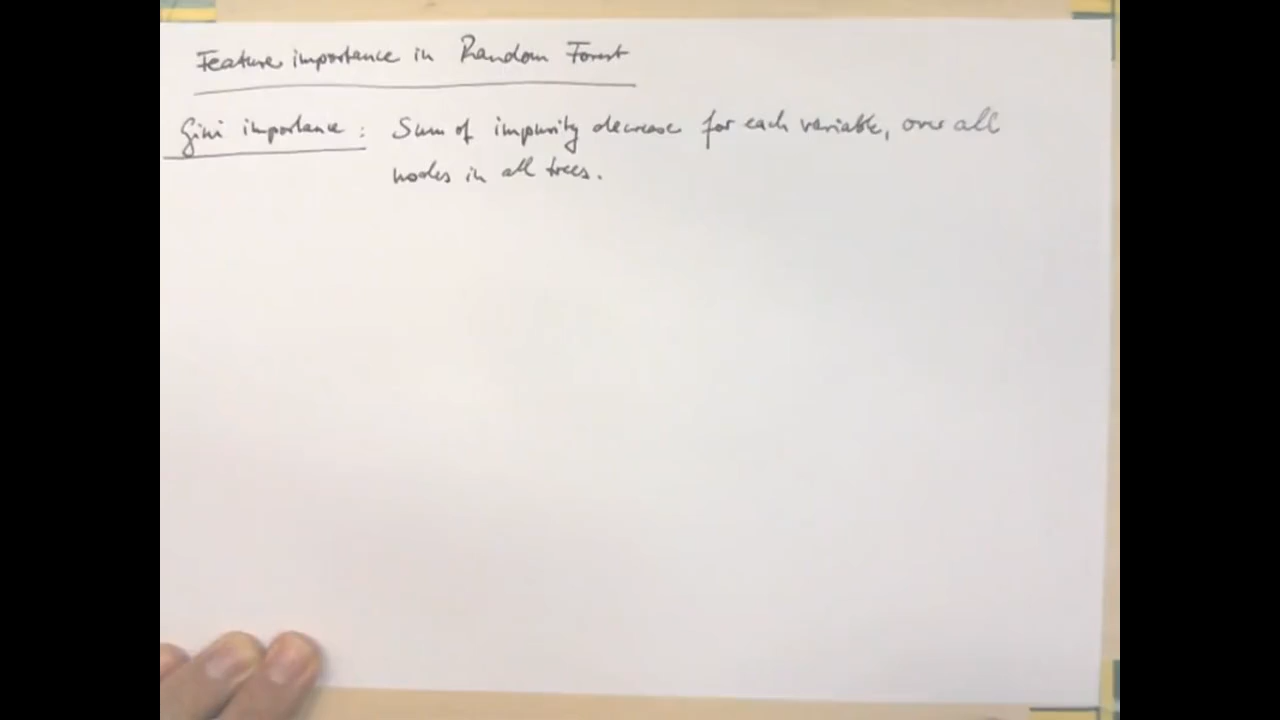 Feature importance in Random Forest
Gini importance : Sum of impurity decrease for each variable, over all
nodes in all trees.